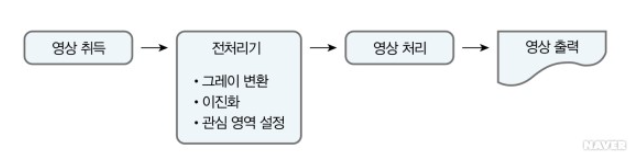 영상 취득
전처리기
• 그레이 변환
• 이진화
• 관심 영역 설정
영상 처리
영상 출력
NAVER